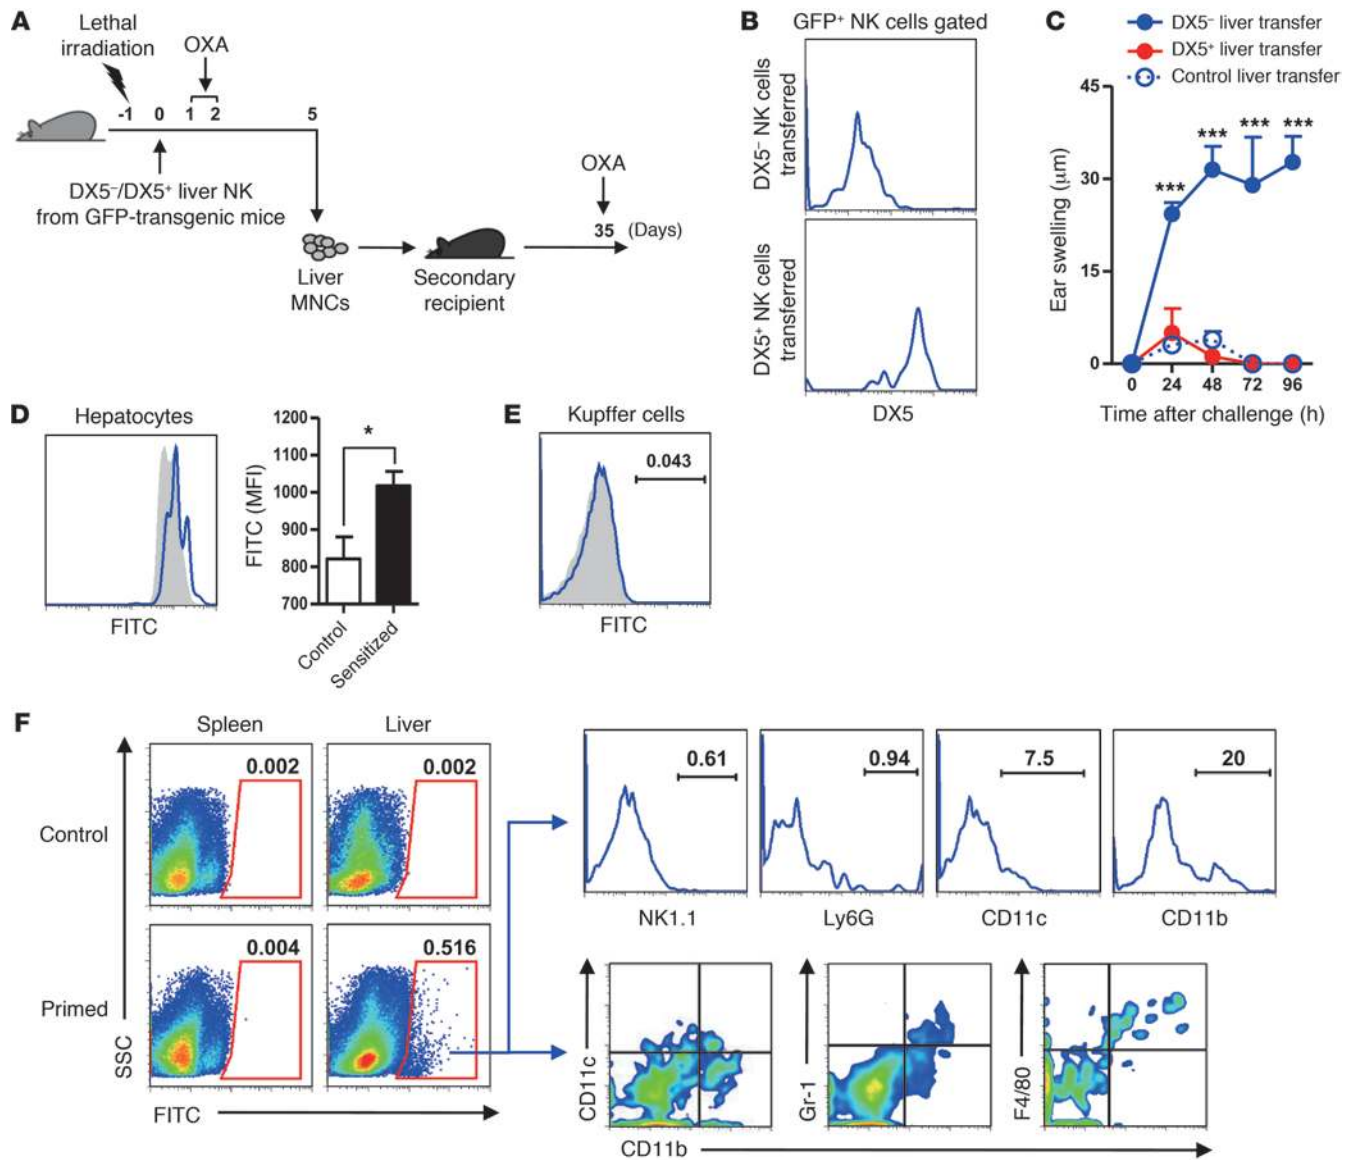 A
Lethal
irradiation
OXA
-1 0 1 2 5
DX5⁻/DX5⁺ liver NK
from GFP-transgenic mice
OXA
35 (Days)
Liver
MNCs
Secondary
recipient
B
GFP⁺ NK cells gated
DX5⁻ NK cells
transferred
DX5⁺ NK cells
transferred
DX5
C
DX5⁻ liver transfer
DX5⁺ liver transfer
Control liver transfer
Ear swelling (μm)
45
30
15
0
*** *** *** ***
0 24 48 72 96
Time after challenge (h)
D
Hepatocytes
FITC
FITC (MFI)
1200
1100
1000
900
800
700
*
Control
Sensitized
E
Kupffer cells
0.043
FITC
F
Spleen Liver
Control
0.002 0.002
Primed
0.004 0.516
SSC
FITC
0.61 0.94 7.5 20
NK1.1 Ly6G CD11c CD11b
CD11c
Gr-1
F4/80
CD11b